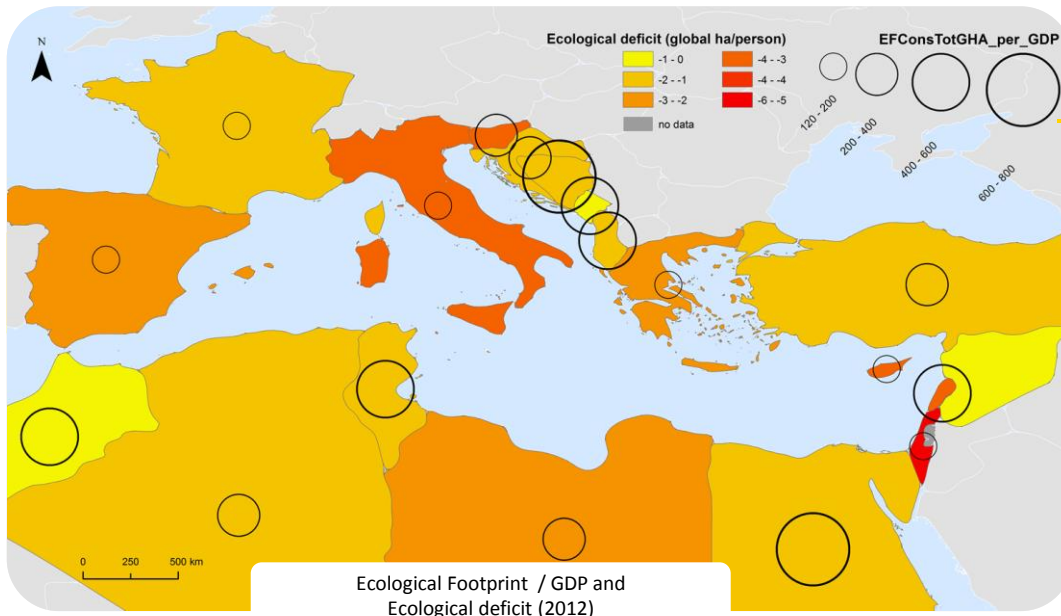 N
Ecological deficit (global ha/person)
-1 - 0
-2 - -1
-3 - -2
-4 - -3
-4 - -4
-6 - -5
no data
EFConsTotGHA_per_GDP
120 - 200
200 - 400
400 - 600
600 - 800
0 250 500 km
Ecological Footprint / GDP and
Ecological deficit (2012)